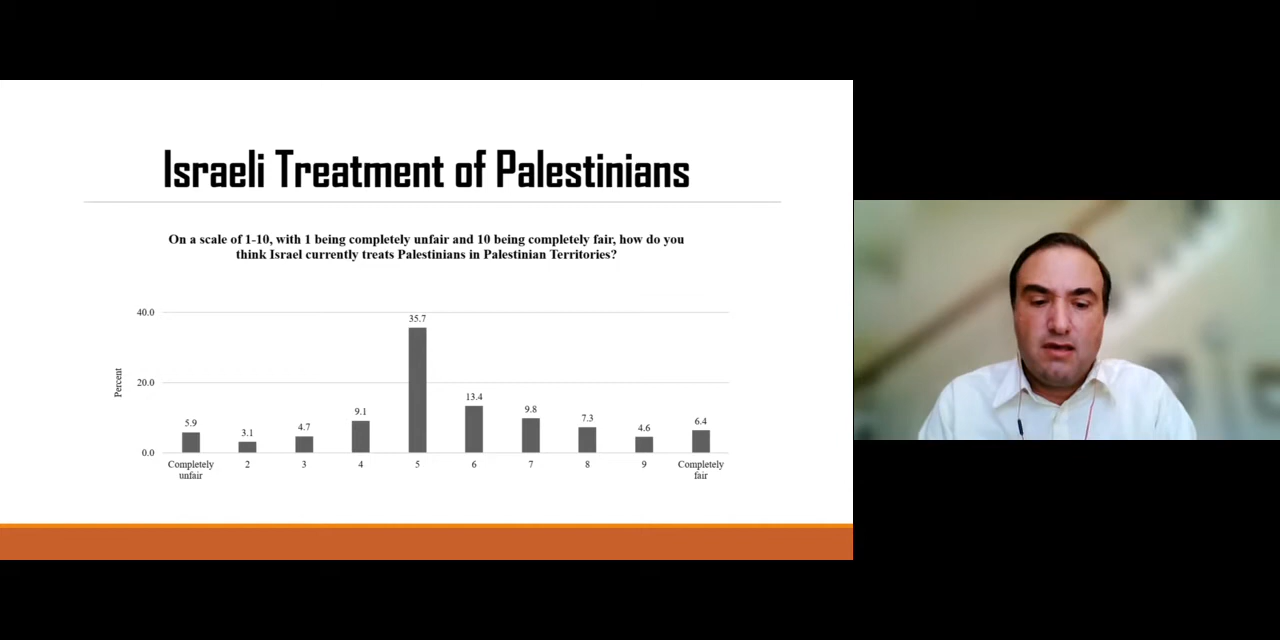 Israeli Treatment of Palestinians
On a scale of 1-10, with 1 being completely unfair and 10 being completely fair, how do you
think Israel currently treats Palestinians in Palestinian Territories?
40.0
35.7
Percent
20.0
13.4
9.8
9.1
7.3
6.4
5.9
4.7
4.6
3.1
0.0
Completely
unfair
2
3
4
5
6
7
8
9
Completely
fair